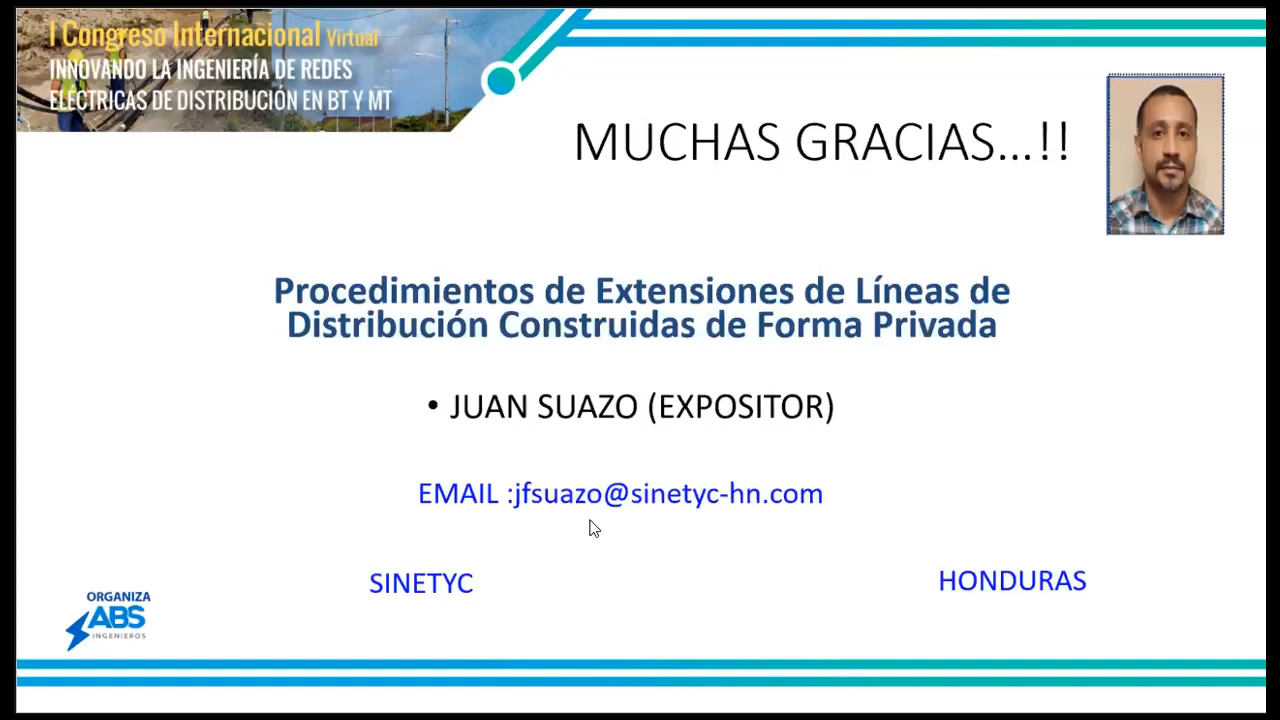 I Congreso Internacional Virtual
INNOVANDO LA INGENIERÍA DE REDES
ELÉCTRICAS DE DISTRIBUCIÓN EN BT Y MT
MUCHAS GRACIAS...!!
Procedimientos de Extensiones de Líneas de
Distribución Construidas de Forma Privada
• JUAN SUAZO (EXPOSITOR)
EMAIL :jfsuazo@sinetyc-hn.com
SINETYC
HONDURAS
ORGANIZA
ABS
INGENIEROS